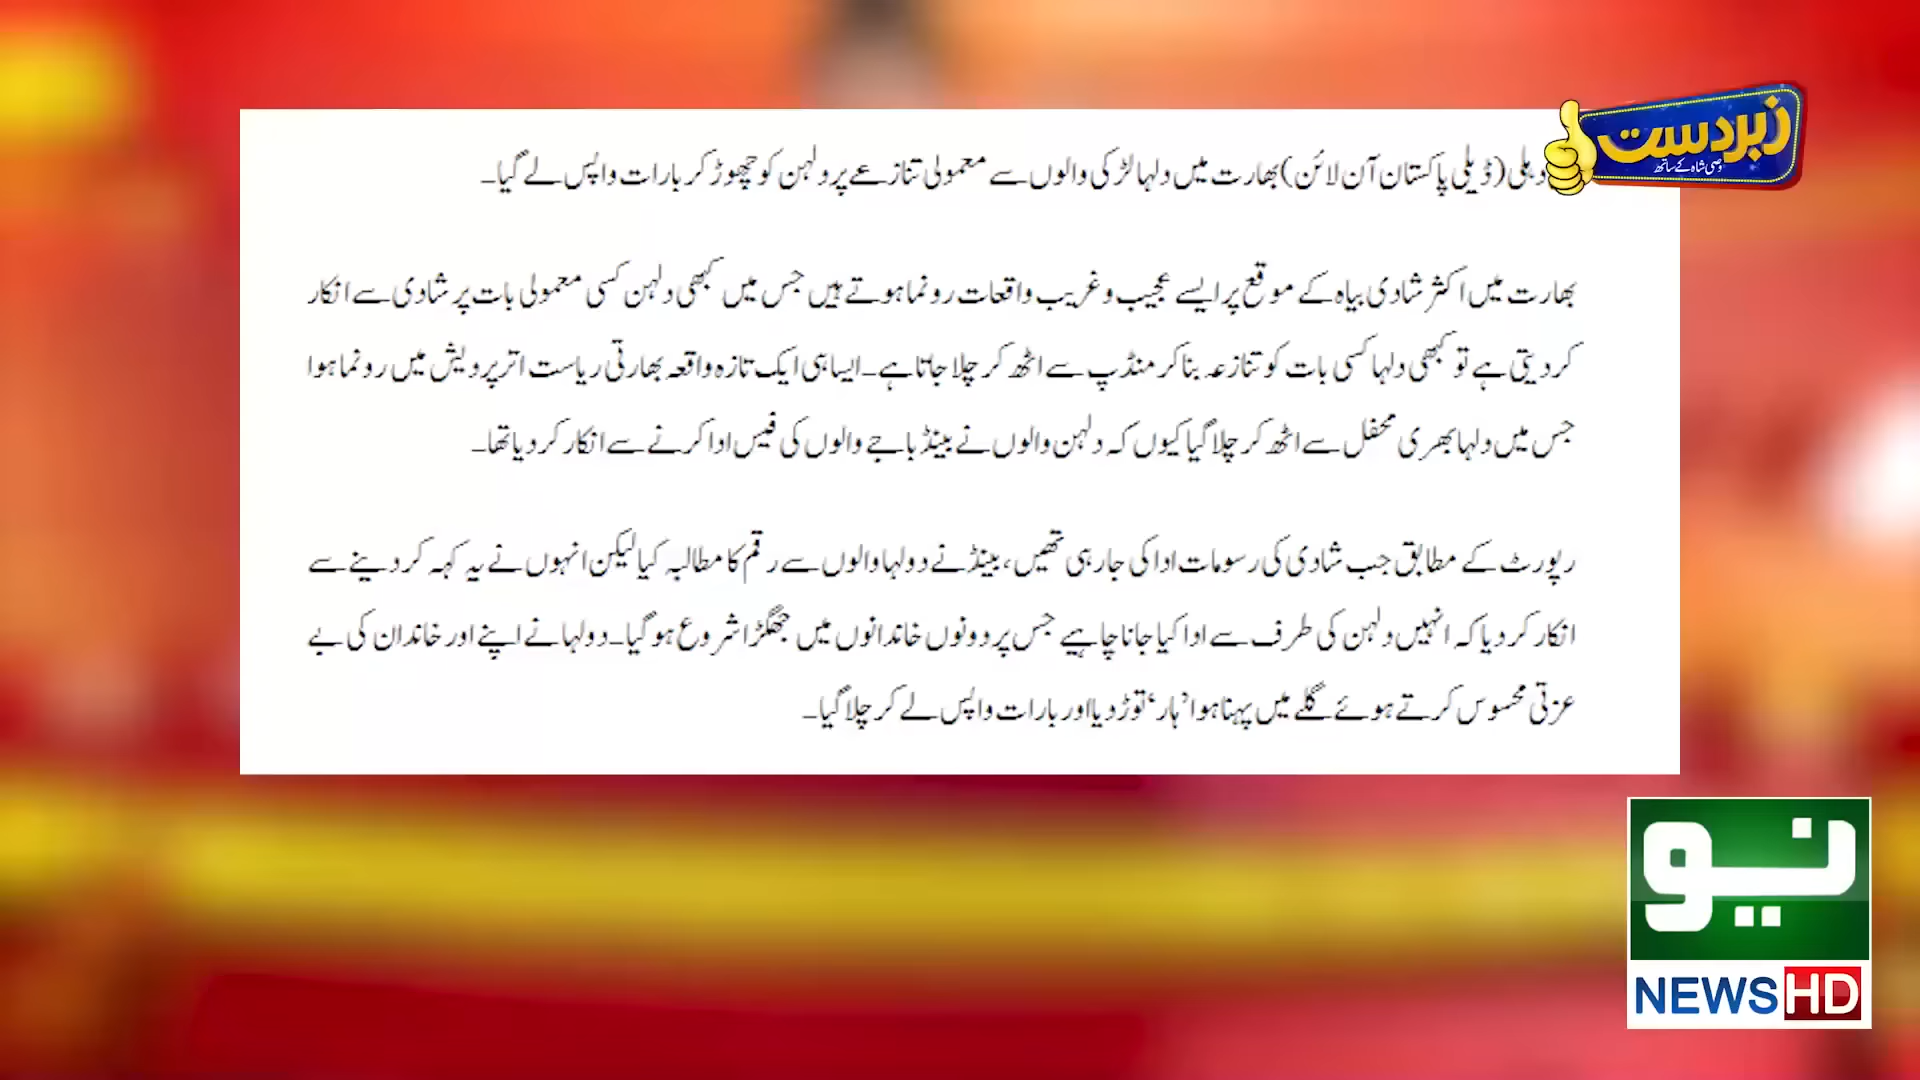 زبردست
وصی شاہ کے ساتھ
دہلی (ڈیلی پاکستان آن لائن) بھارت میں دلہا لڑکی والوں سے معمولی تنازعے پر دلہن کو چھوڑ کر بارات واپس لے گیا۔
بھارت میں اکثر شادی بیاہ کے موقع پر ایسے عجیب و غریب واقعات رونما ہوتے ہیں جس میں کبھی دلہن کسی معمولی بات پر شادی سے انکار
کر دیتی ہے تو کبھی دلہا کسی بات کو تنازعہ بنا کر منڈپ سے اٹھ کر چلا جاتا ہے۔ ایسا ہی ایک تازہ واقعہ بھارتی ریاست اترپردیش میں رونما ہوا
جس میں دلہا بھری محفل سے اٹھ کر چلا گیا کیوں کہ دلہن والوں نے بینڈ باجے والوں کی فیس ادا کرنے سے انکار کر دیا تھا۔
رپورٹ کے مطابق جب شادی کی رسومات ادا کی جارہی تھیں، بینڈ نے دولہا والوں سے رقم کا مطالبہ کیا لیکن انہوں نے یہ کہہ کر دینے سے
انکار کر دیا کہ انہیں دلہن کی طرف سے ادا کیا جانا چاہیے جس پر دونوں خاندانوں میں جھگڑا شروع ہو گیا۔ دولہا نے اپنے اور خاندان کی بے
عزتی محسوس کرتے ہوئے گلے میں پہنا ہوا ’ہار‘ توڑ دیا اور بارات واپس لے کر چلا گیا۔
نیو
NEWS HD